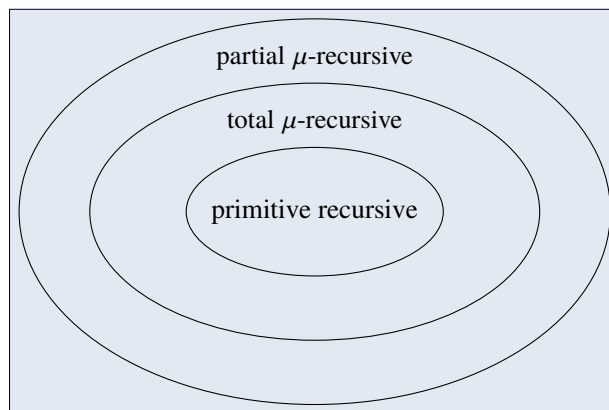 partial μ-recursive
total μ-recursive
primitive recursive